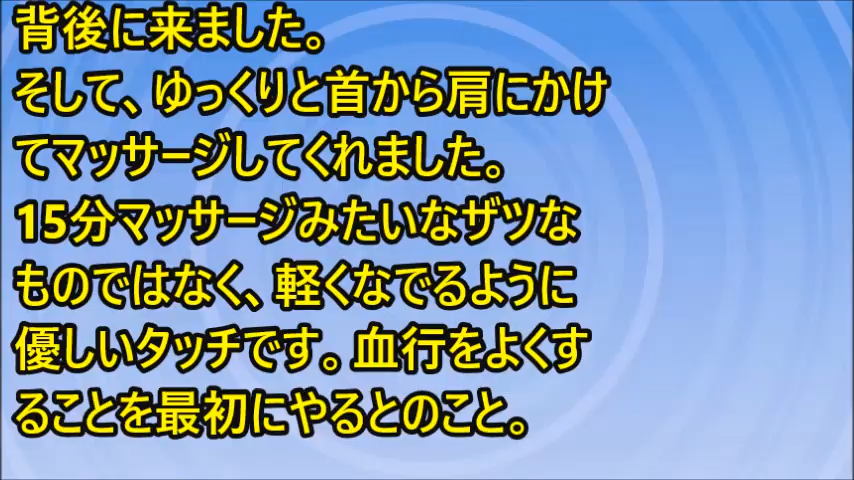 背後に来ました。
そして、ゆっくりと首から肩にかけ
てマッサージしてくれました。
15分マッサージみたいなザツな
ものではなく、軽くなでるように
優しいタッチです。血行をよくす
ることを最初にやるとのこと。